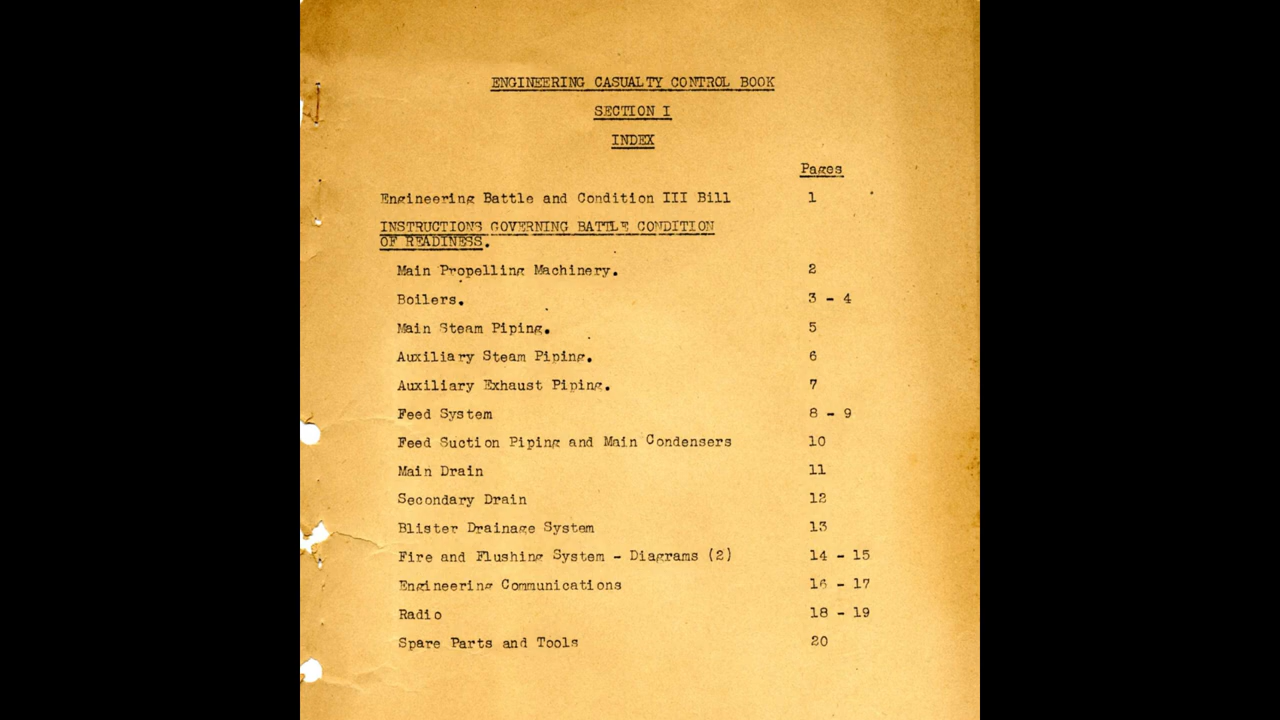 ENGINEERING CASUALTY CONTROL BOOK
SECTION I
INDEX
Pages
Engineering Battle and Condition III Bill 1
INSTRUCTIONS GOVERNING BATTLE CONDITION
OF READINESS.
Main Propelling Machinery. 2
Boilers. 3 - 4
Main Steam Piping. 5
Auxiliary Steam Piping. 6
Auxiliary Exhaust Piping. 7
Feed System 8 - 9
Feed Suction Piping and Main Condensers 10
Main Drain 11
Secondary Drain 12
Blister Drainage System 13
Fire and Flushing System - Diagrams (2) 14 - 15
Engineering Communications 16 - 17
Radio 18 - 19
Spare Parts and Tools 20